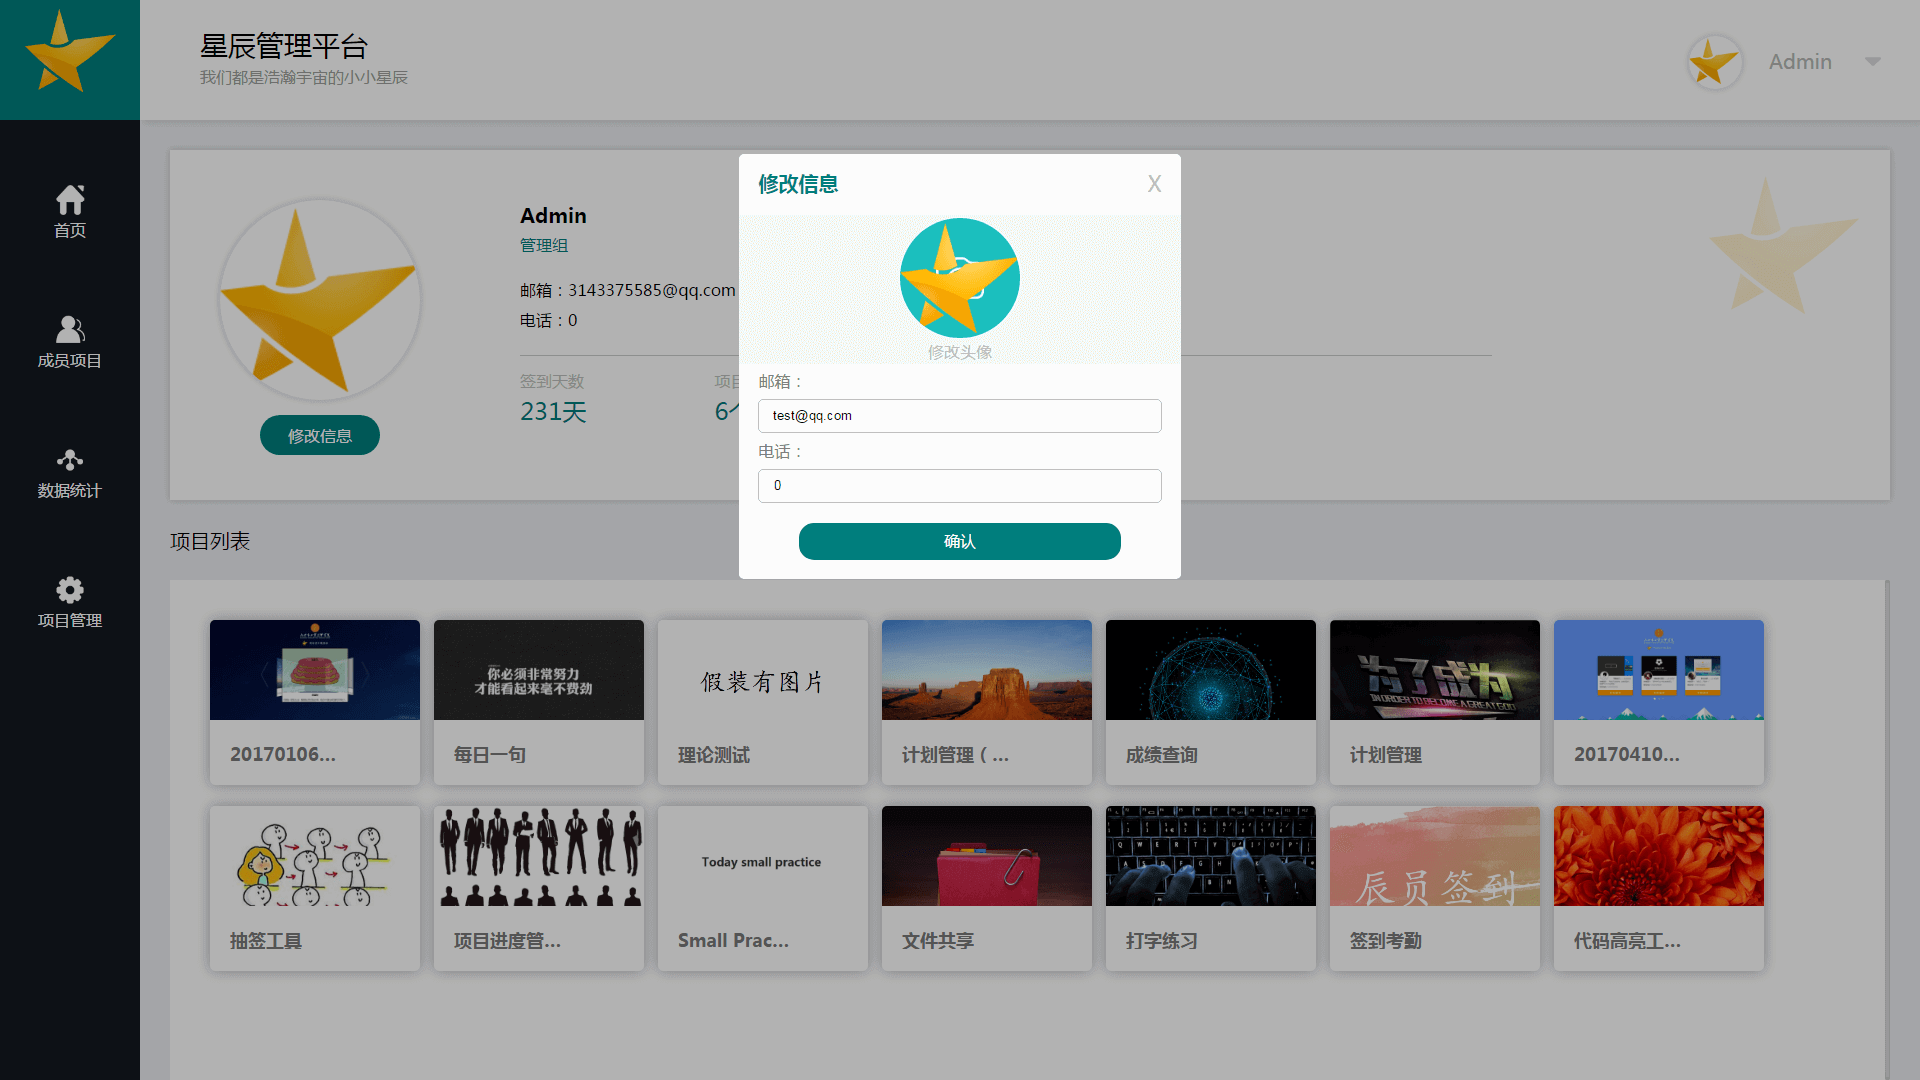 星辰管理平台
我们都是浩瀚宇宙的小小星辰
Admin
首页
成员项目
数据统计
项目管理
Admin
管理组
邮箱：3143375585@qq.com
电话：0
签到天数
231天
项目
6个
修改信息
修改信息
X
修改头像
邮箱：
test@qq.com
电话：
0
确认
项目列表
你必须非常努力
才能看起来毫不费劲
假装有图片
为了成为
IN ORDER TO BECOME A GREAT GOD
20170106...
每日一句
理论测试
计划管理（...
成绩查询
计划管理
20170410...
Today small practice
辰员签到
抽签工具
项目进度管...
Small Prac...
文件共享
打字练习
签到考勤
代码高亮工...